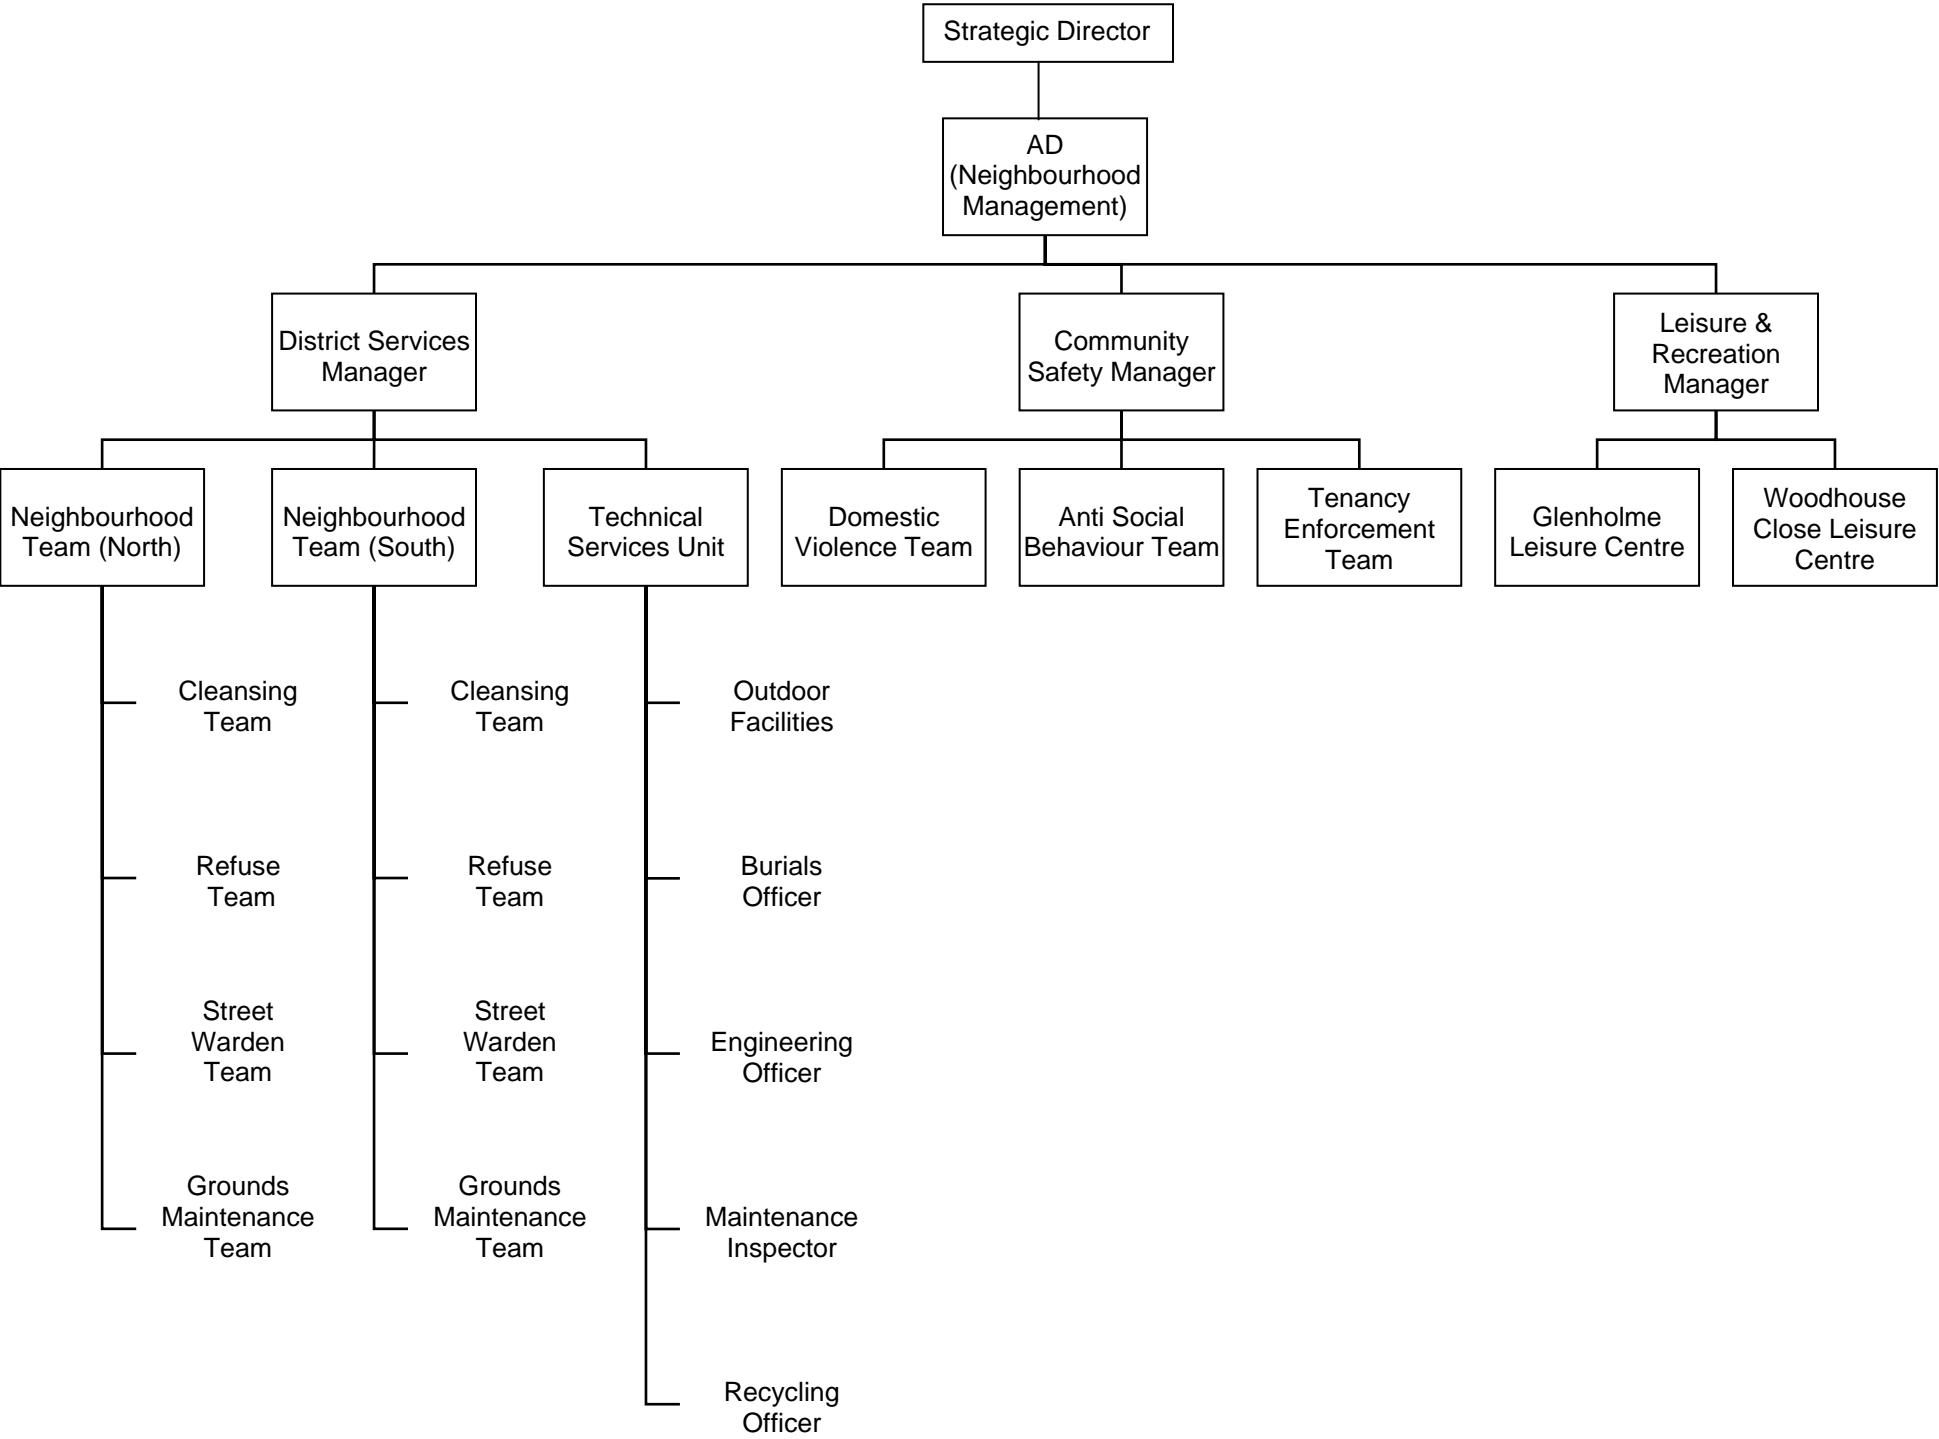 Strategic Director
AD
(Neighbourhood
Management)
District Services
Manager
Community
Safety Manager
Leisure &
Recreation
Manager
Neighbourhood
Team (North)
Neighbourhood
Team (South)
Technical
Services Unit
Domestic
Violence Team
Anti Social
Behaviour Team
Tenancy
Enforcement
Team
Glenholme
Leisure Centre
Woodhouse
Close Leisure
Centre
Cleansing
Team
Refuse
Team
Street
Warden
Team
Grounds
Maintenance
Team
Cleansing
Team
Refuse
Team
Street
Warden
Team
Grounds
Maintenance
Team
Outdoor
Facilities
Burials
Officer
Engineering
Officer
Maintenance
Inspector
Recycling
Officer